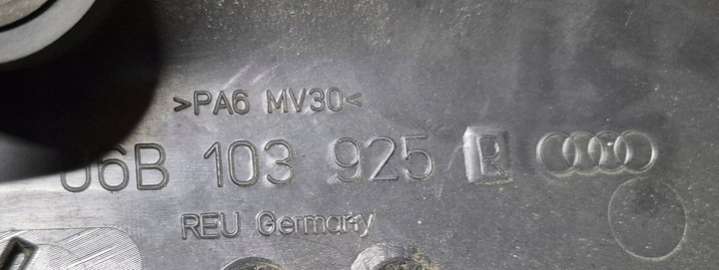 >PA6 MV30<
06B 103 925 R
REU Germany